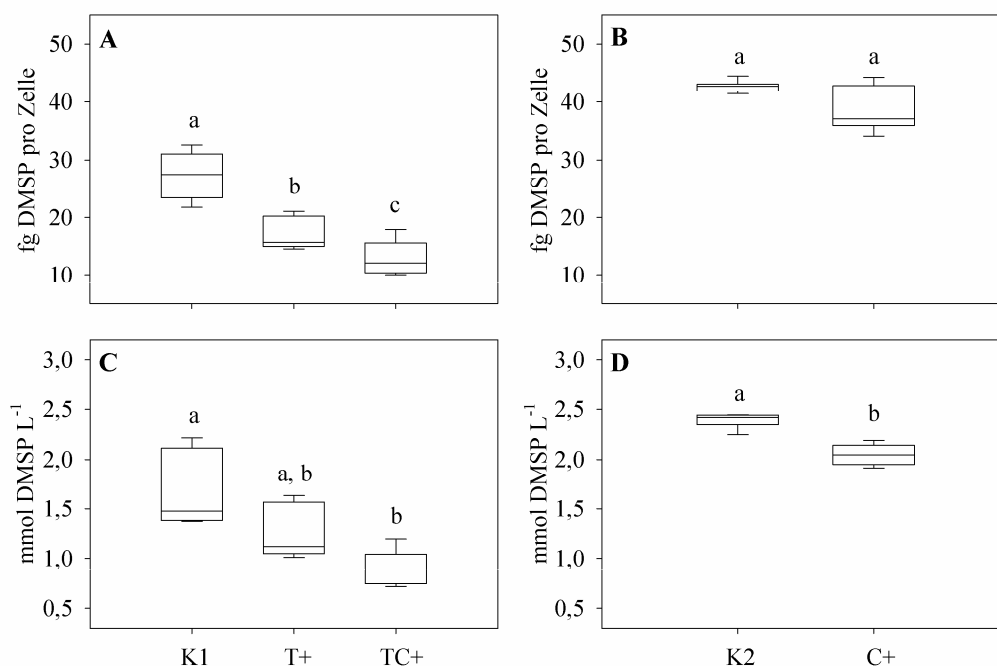 A
fg DMSP pro Zelle
50
40
30
20
10
a
b
c
B
fg DMSP pro Zelle
50
40
30
20
10
a
a
C
mmol DMSP L⁻¹
3,0
2,5
2,0
1,5
1,0
0,5
a
a, b
b
K1
T+
TC+
D
mmol DMSP L⁻¹
3,0
2,5
2,0
1,5
1,0
0,5
a
b
K2
C+